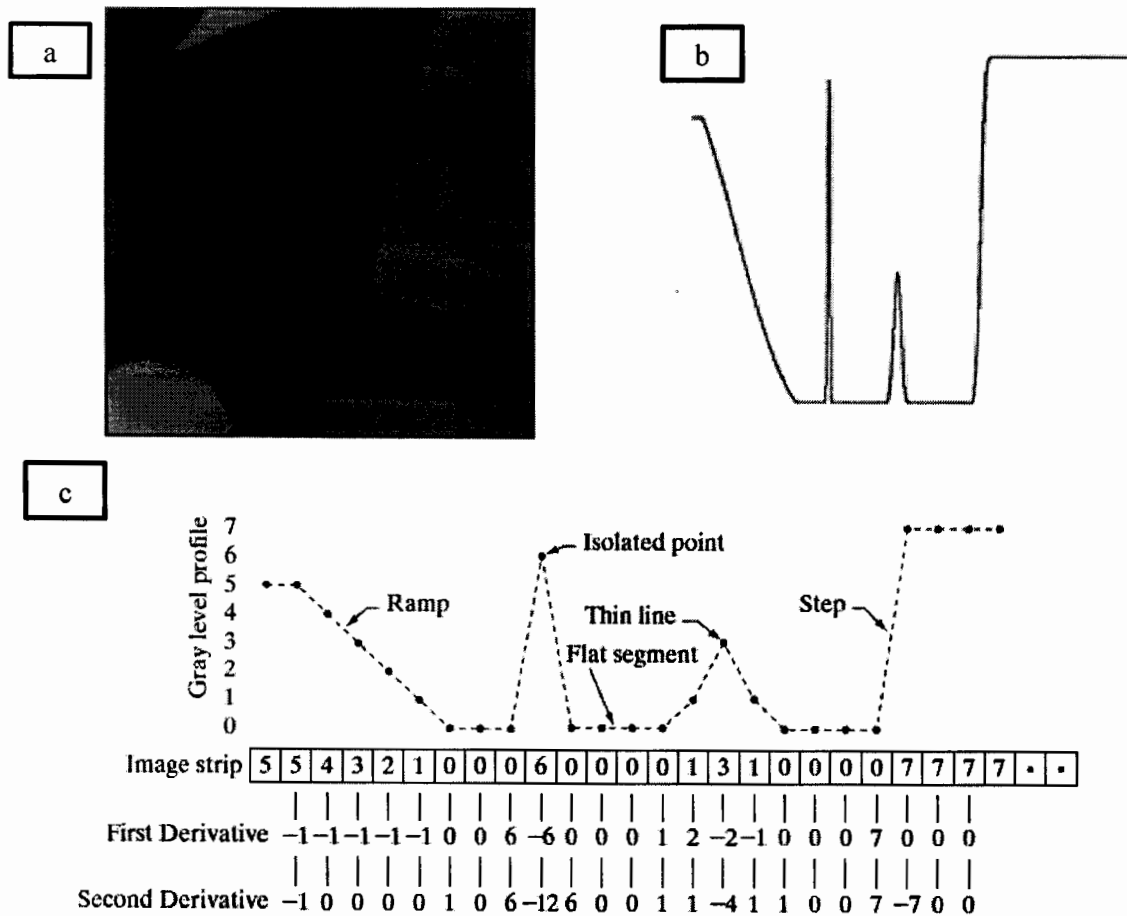 a
b
c
Gray level profile
7
6
5
4
3
2
1
0
Isolated point
Ramp
Thin line
Step
Flat segment
Image strip 5 5 4 3 2 1 0 0 0 6 0 0 0 0 1 3 1 0 0 0 0 7 7 7 7 • •
First Derivative −1 −1 −1 −1 −1 0 0 6 −6 0 0 0 1 2 −2 −1 0 0 0 7 0 0 0
Second Derivative −1 0 0 0 0 1 0 6 −12 6 0 0 1 1 −4 1 1 0 0 7 −7 0 0